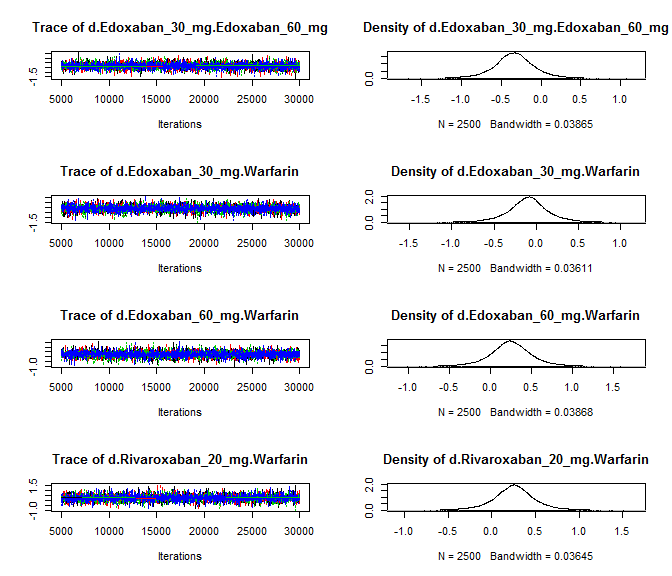 Trace of d.Edoxaban_30_mg.Edoxaban_60_mg
-1.5
5000 10000 15000 20000 25000 30000
Iterations
Density of d.Edoxaban_30_mg.Edoxaban_60_mg
0.0
-1.5 -1.0 -0.5 0.0 0.5 1.0
N = 2500 Bandwidth = 0.03865
Trace of d.Edoxaban_30_mg.Warfarin
-1.5
5000 10000 15000 20000 25000 30000
Iterations
Density of d.Edoxaban_30_mg.Warfarin
2.0
0.0
-1.5 -1.0 -0.5 0.0 0.5 1.0
N = 2500 Bandwidth = 0.03611
Trace of d.Edoxaban_60_mg.Warfarin
-1.0
5000 10000 15000 20000 25000 30000
Iterations
Density of d.Edoxaban_60_mg.Warfarin
0.0
-1.0 -0.5 0.0 0.5 1.0 1.5
N = 2500 Bandwidth = 0.03868
Trace of d.Rivaroxaban_20_mg.Warfarin
1.5
-1.0
5000 10000 15000 20000 25000 30000
Iterations
Density of d.Rivaroxaban_20_mg.Warfarin
2.0
0.0
-1.0 -0.5 0.0 0.5 1.0 1.5
N = 2500 Bandwidth = 0.03645